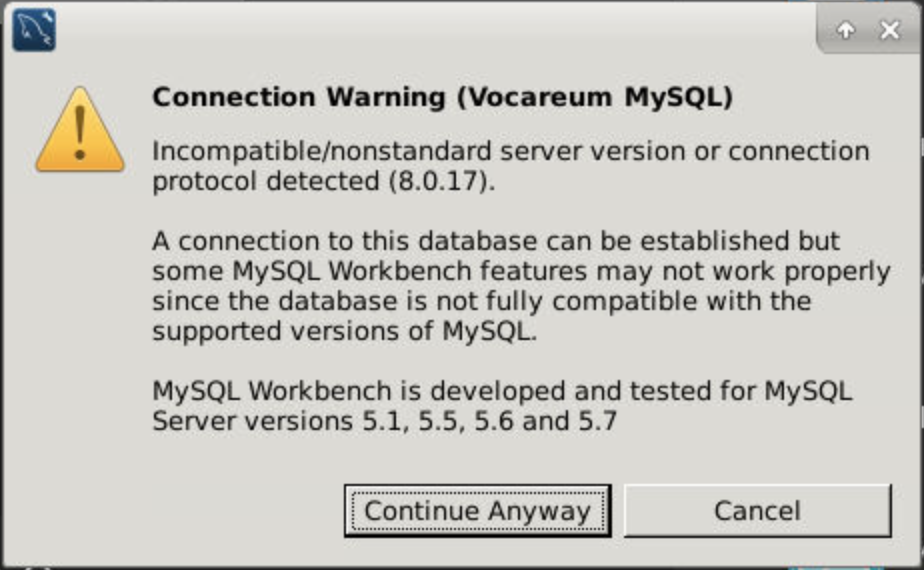 Connection Warning (Vocareum MySQL)
Incompatible/nonstandard server version or connection
protocol detected (8.0.17).
A connection to this database can be established but
some MySQL Workbench features may not work properly
since the database is not fully compatible with the
supported versions of MySQL.
MySQL Workbench is developed and tested for MySQL
Server versions 5.1, 5.5, 5.6 and 5.7
Continue Anyway
Cancel